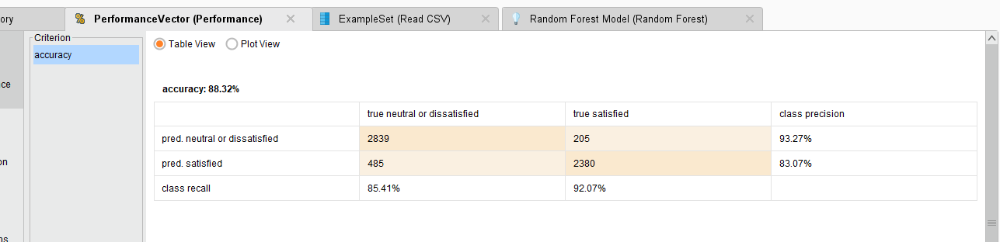 ory PerformanceVector (Performance) ExampleSet (Read CSV) Random Forest Model (Random Forest)
Criterion
accuracy
Table View Plot View
nce
accuracy: 88.32%
true neutral or dissatisfied true satisfied class precision
pred. neutral or dissatisfied 2839 205 93.27%
on
pred. satisfied 485 2380 83.07%
class recall 85.41% 92.07%
ns